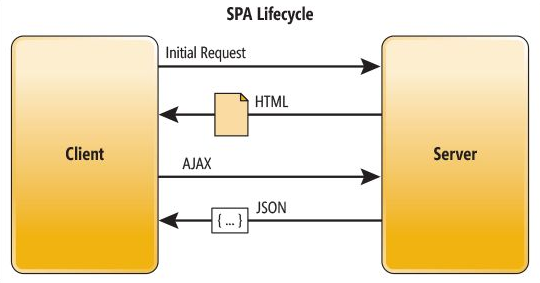 SPA Lifecycle
Initial Request
HTML
Client
Server
AJAX
JSON
{ ... }